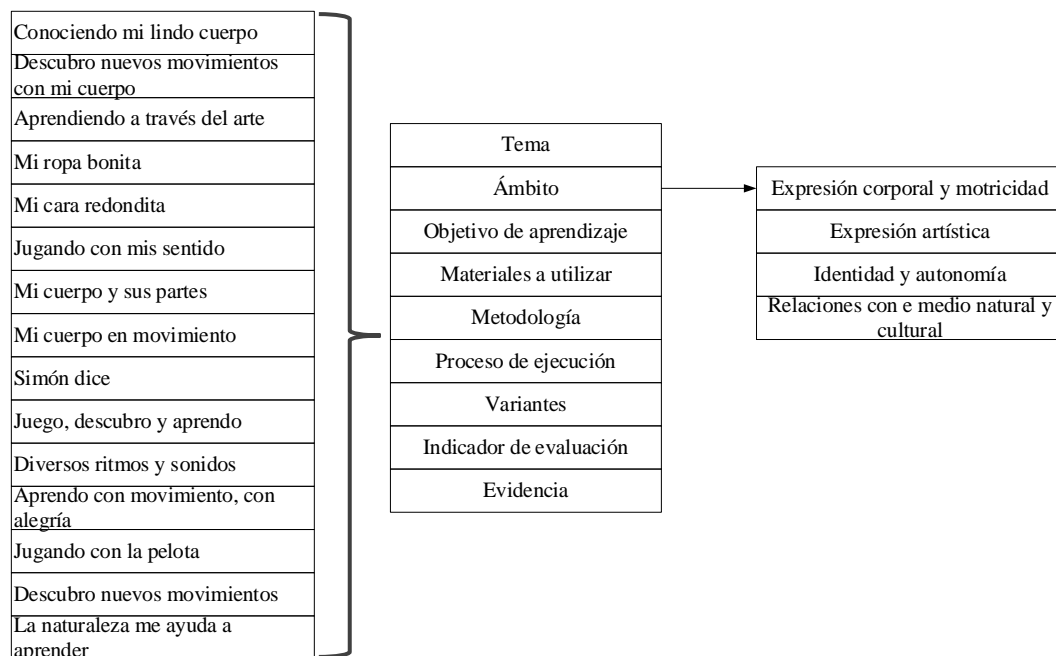 Conociendo mi lindo cuerpo
Descubro nuevos movimientos
con mi cuerpo
Aprendiendo a través del arte
Mi ropa bonita
Mi cara redondita
Jugando con mis sentido
Mi cuerpo y sus partes
Mi cuerpo en movimiento
Simón dice
Juego, descubro y aprendo
Diversos ritmos y sonidos
Aprendo con movimiento, con
alegría
Jugando con la pelota
Descubro nuevos movimientos
La naturaleza me ayuda a
aprender
Tema
Ámbito
Objetivo de aprendizaje
Materiales a utilizar
Metodología
Proceso de ejecución
Variantes
Indicador de evaluación
Evidencia
Expresión corporal y motricidad
Expresión artística
Identidad y autonomía
Relaciones con e medio natural y
cultural